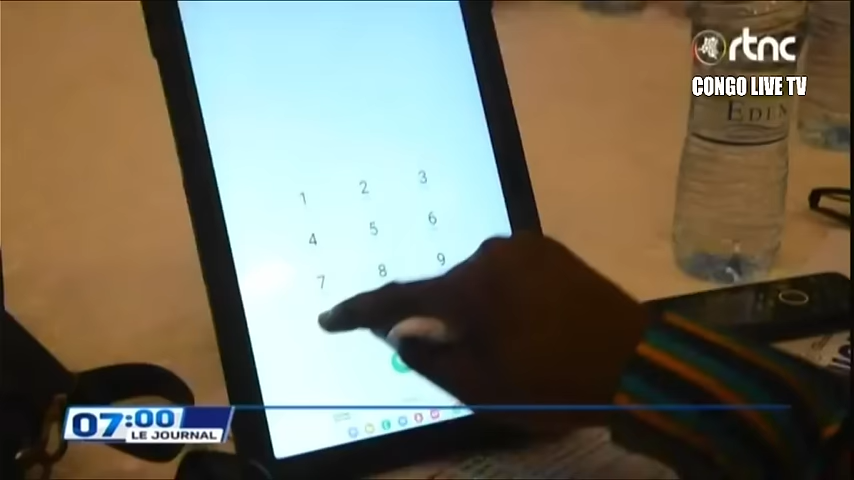 rtnc
CONGO LIVE TV
EDEN
1 2 3
4 5 6
7 8 9
07:00
LE JOURNAL